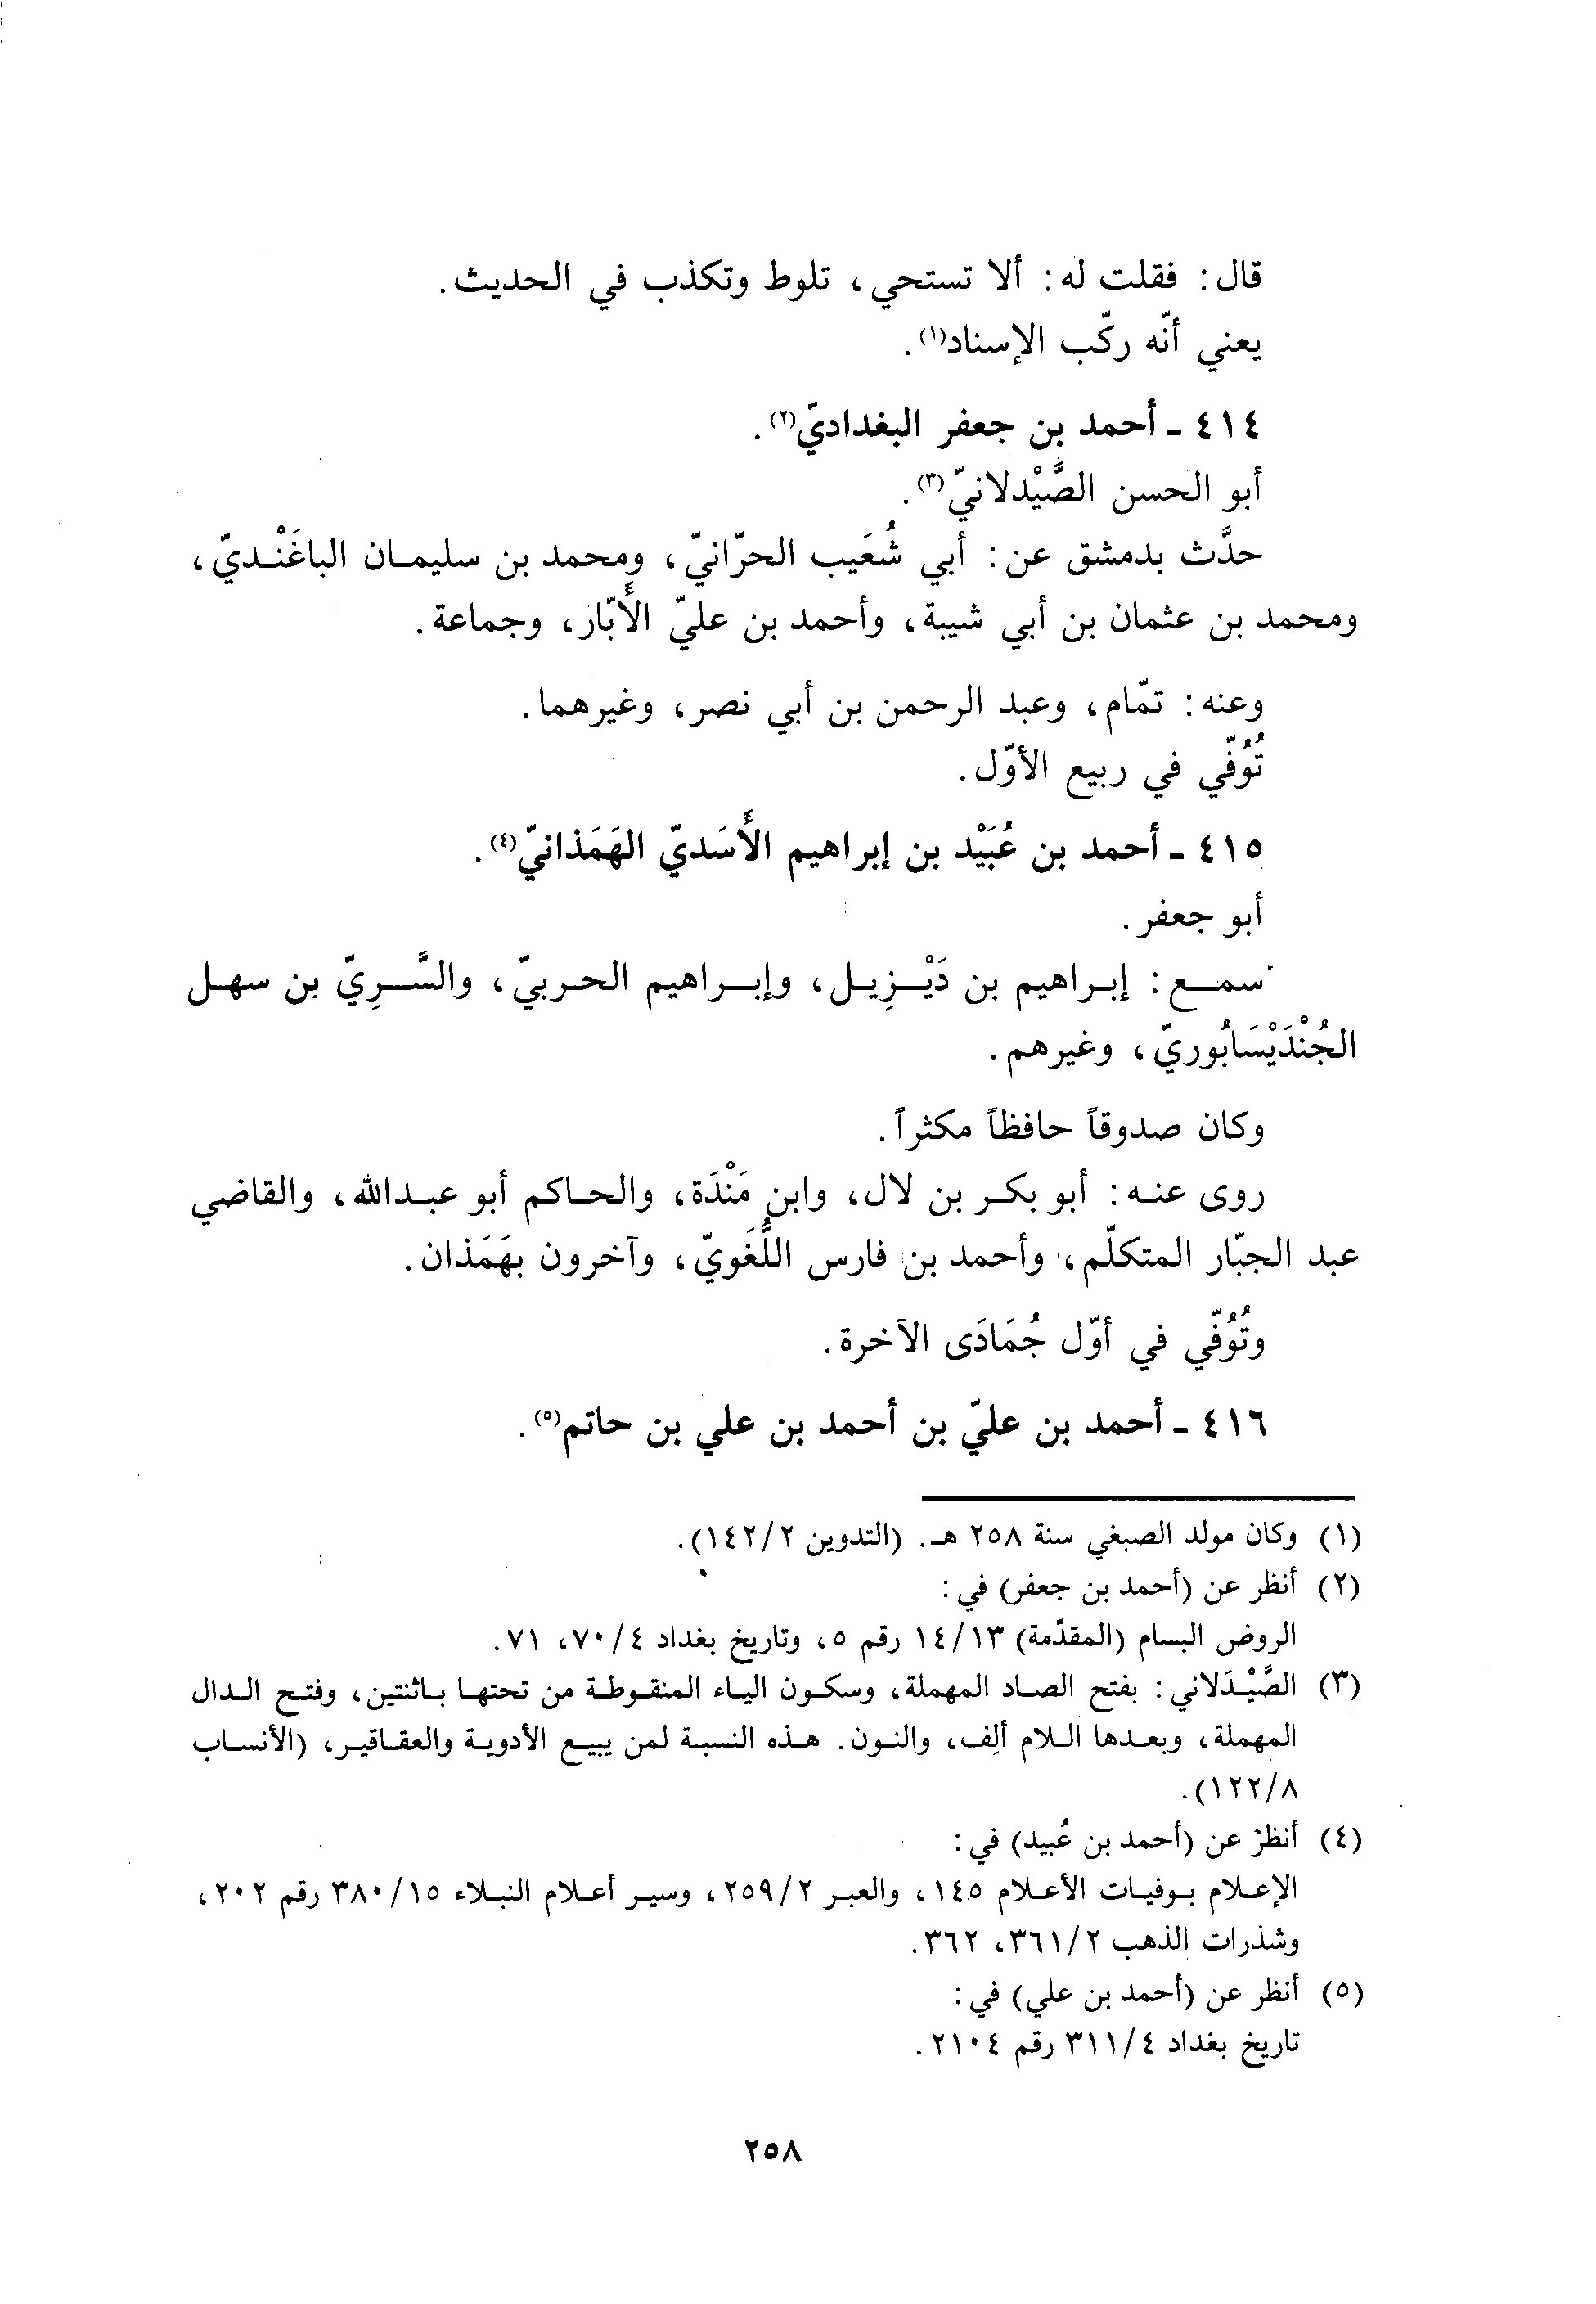 قال: فقلت له: ألا تستحي، تلوط وتكذب في الحديث.
يعني أنّه ركّب الإسناد(١).
٤١٤ - أحمد بن جعفر البغداديّ(٢).
أبو الحسن الصَّيْدلانيّ(٣).
حدَّث بدمشق عن: أبي شُعَيب الحرّانيّ، ومحمد بن سليمان الباغَنْديّ،
ومحمد بن عثمان بن أبي شيبة، وأحمد بن عليّ الأَبّار، وجماعة.
وعنه: تمّام، وعبد الرحمن بن أبي نصر، وغيرهما.
تُوُفّي في ربيع الأوّل.
٤١٥ - أحمد بن عُبَيْد بن إبراهيم الأَسَديّ الهَمَذانيّ(٤).
أبو جعفر.
سمع: إبراهيم بن دَيْزِيل، وإبراهيم الحربيّ، والسَّرِيّ بن سهل
الجُنْدَيْسَابُوريّ، وغيرهم.
وكان صدوقاً حافظاً مكثراً.
روى عنه: أبو بكر بن لال، وابن مَنْدَة، والحاكم أبو عبدالله، والقاضي
عبد الجبّار المتكلّم، وأحمد بن فارس اللُّغَويّ، وآخرون بهَمَذان.
وتُوُفّي في أوّل جُمَادَى الآخرة.
٤١٦ - أحمد بن عليّ بن أحمد بن علي بن حاتم(٥).
(١) وكان مولد الصبغي سنة ٢٥٨ هـ. (التدوين ١٤٢/٢).
(٢) أنظر عن (أحمد بن جعفر) في:
الروض البسام (المقدّمة) ١٤/١٣ رقم ٥، وتاريخ بغداد ٧٠/٤، ٧١.
(٣) الصَّيْدَلاني: بفتح الصاد المهملة، وسكون الياء المنقوطة من تحتها باثنتين، وفتح الدال
المهملة، وبعدها اللام ألِف، والنون. هذه النسبة لمن يبيع الأدوية والعقاقير، (الأنساب
١٢٢/٨).
(٤) أنظر عن (أحمد بن عُبيد) في:
الإعلام بوفيات الأعلام ١٤٥، والعبر ٢٥٩/٢، وسير أعلام النبلاء ٣٨٠/١٥ رقم ٢٠٢،
وشذرات الذهب ٣٦١/٢، ٣٦٢.
(٥) أنظر عن (أحمد بن علي) في:
تاريخ بغداد ٣١١/٤ رقم ٢١٠٤.
٢٥٨